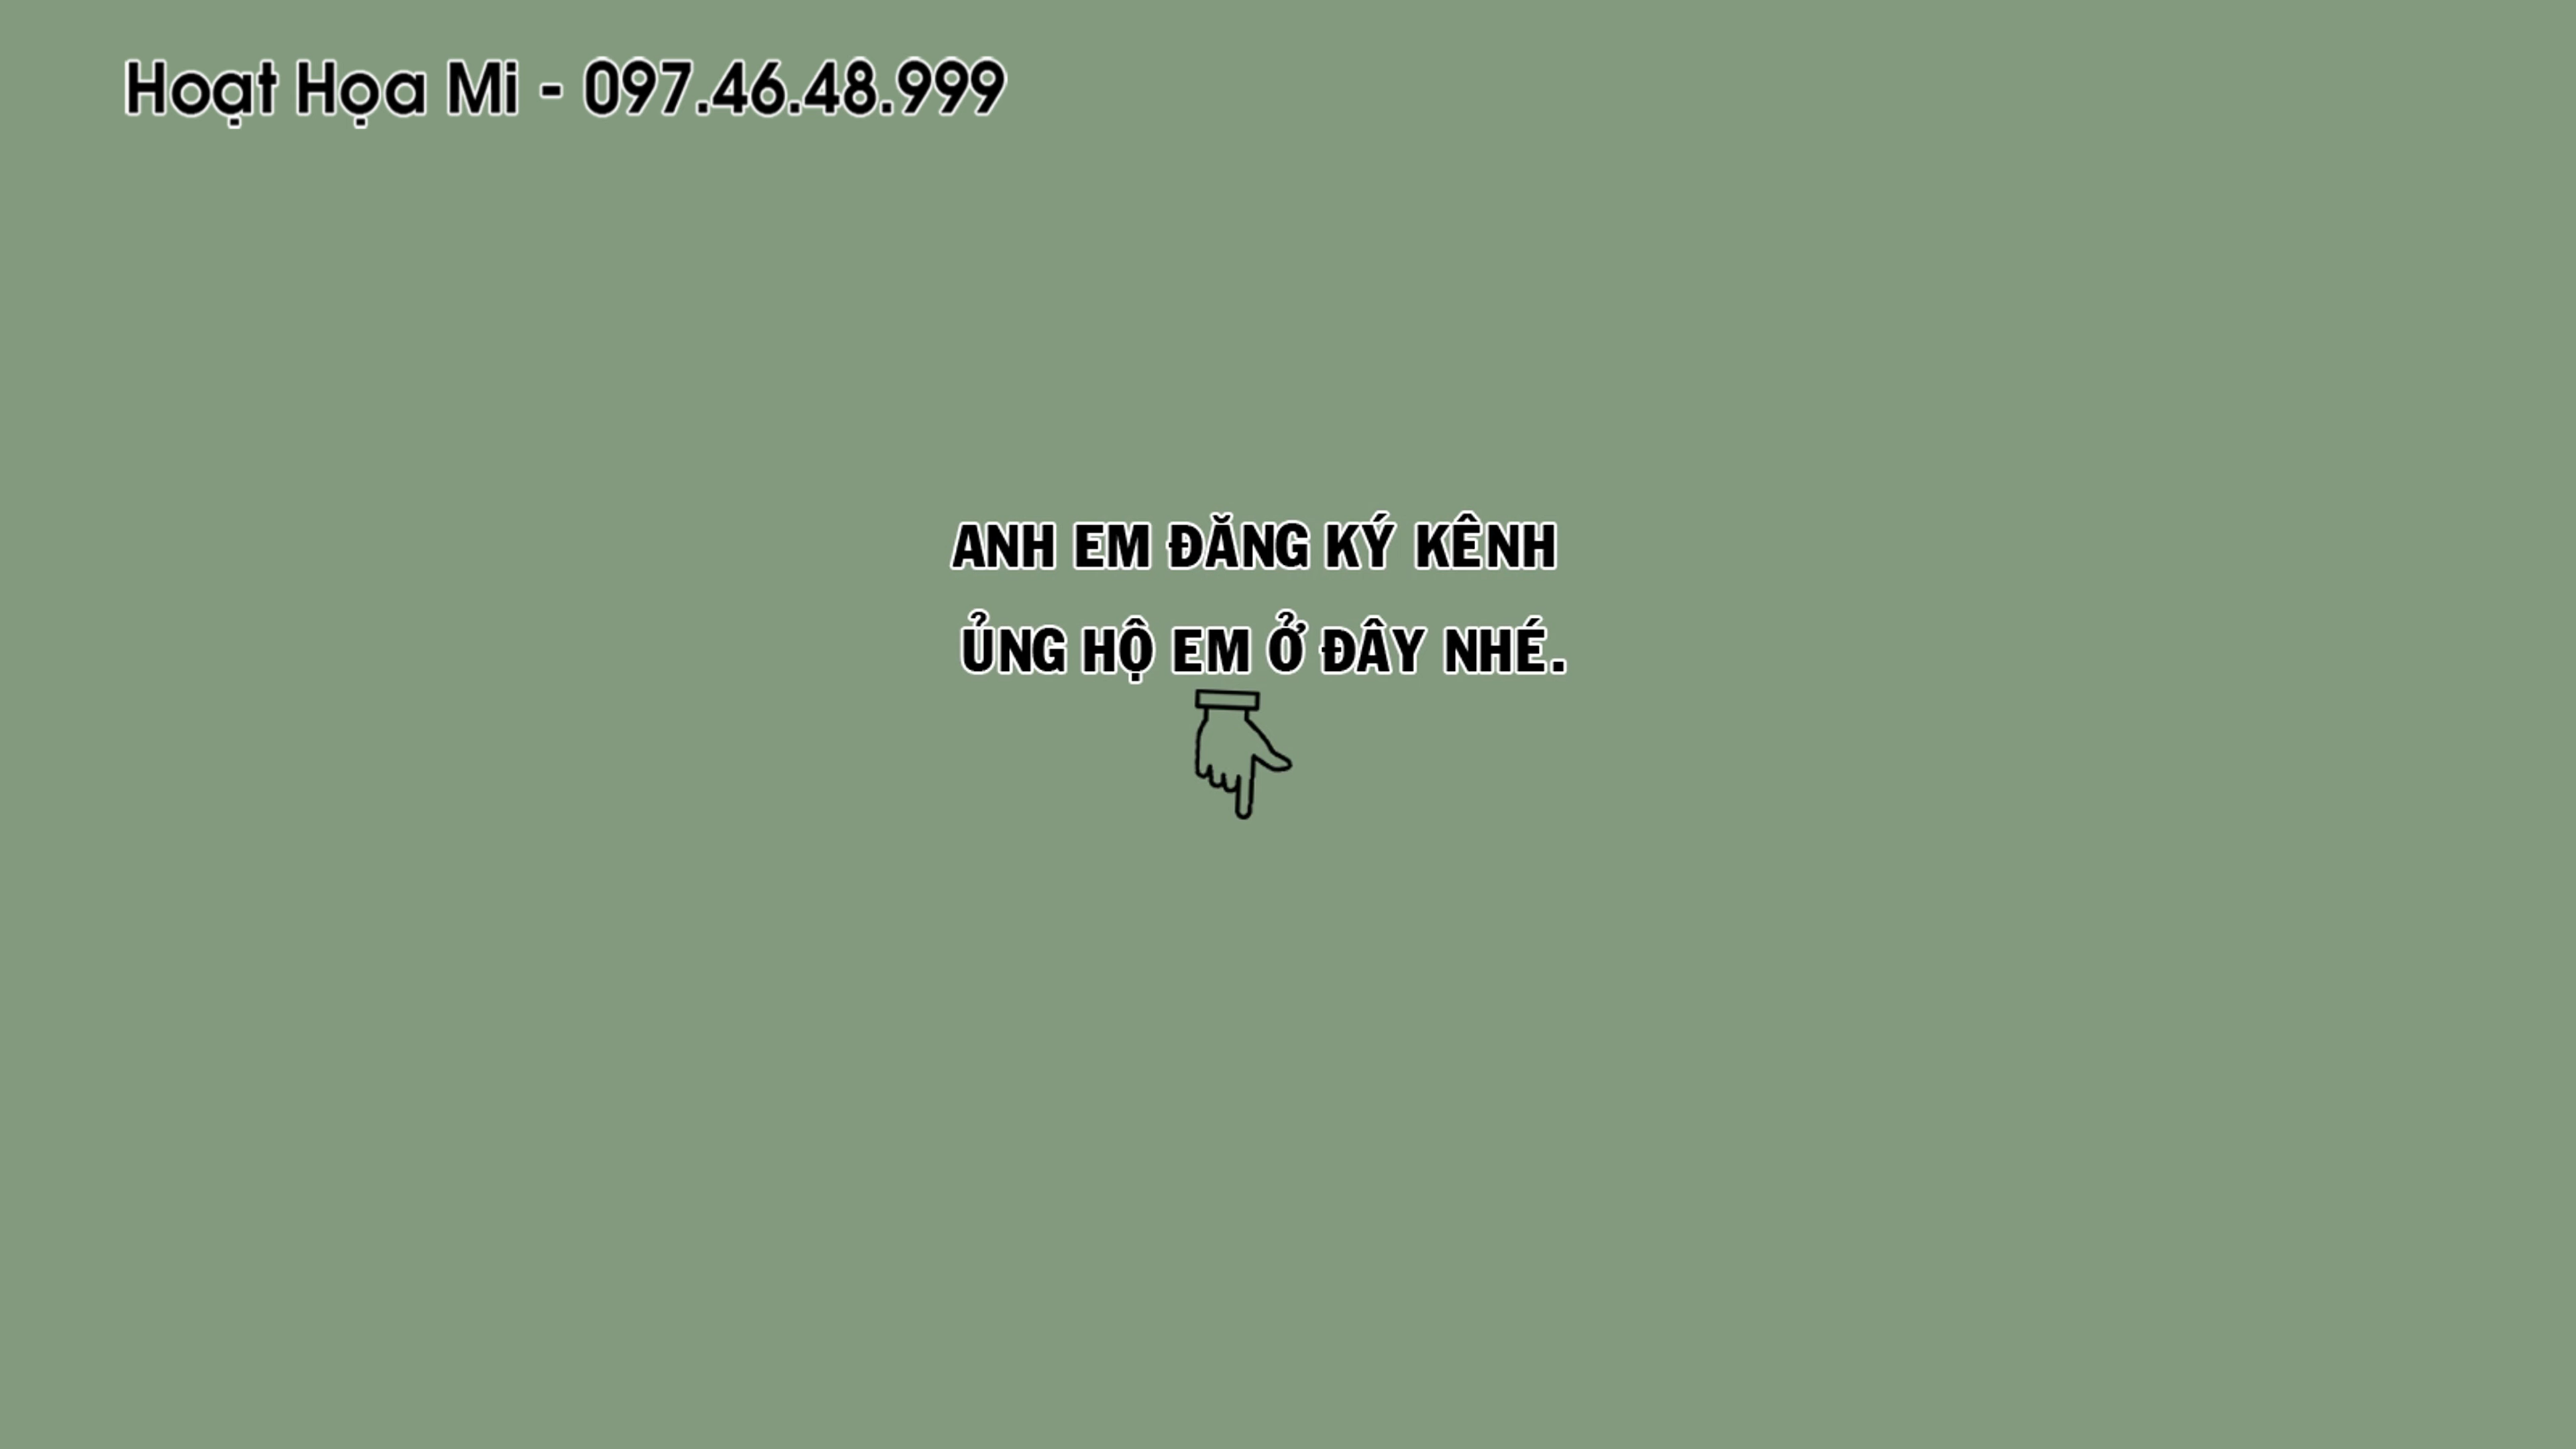 Hoạt Họa Mi - 097.46.48.999
ANH EM ĐĂNG KÝ KÊNH
ỦNG HỘ EM Ở ĐÂY NHÉ.